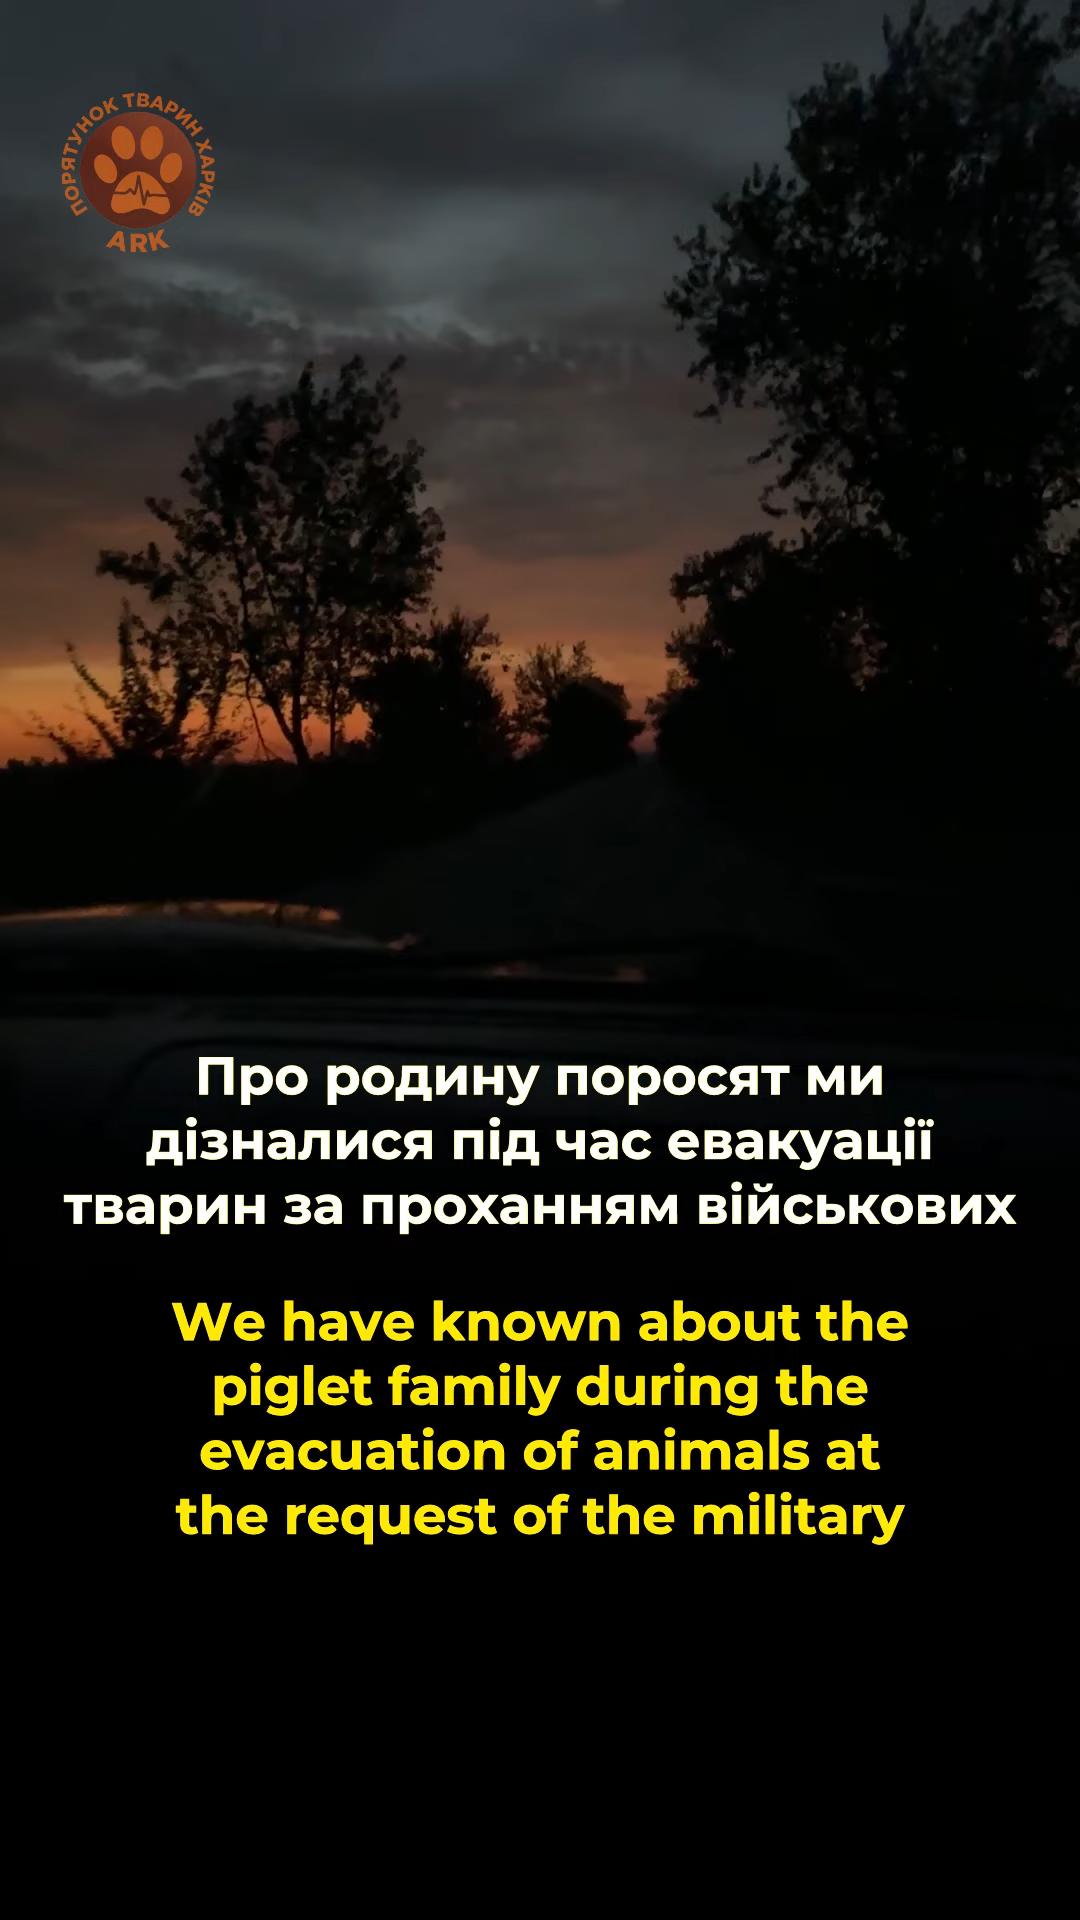 ПОРЯТУНОК ТВАРИН ХАРКІВ
ARK
Про родину поросят ми
дізналися під час евакуації
тварин за проханням військових
We have known about the
piglet family during the
evacuation of animals at
the request of the military